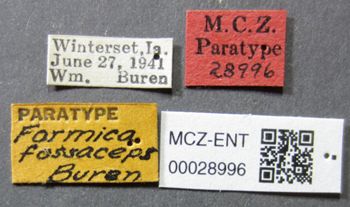 Winterset, Ia.
June 27, 1941
Wm. Buren
M.C.Z.
Paratype
28996
PARATYPE
Formica
fossaceps
Buren
MCZ-ENT
00028996